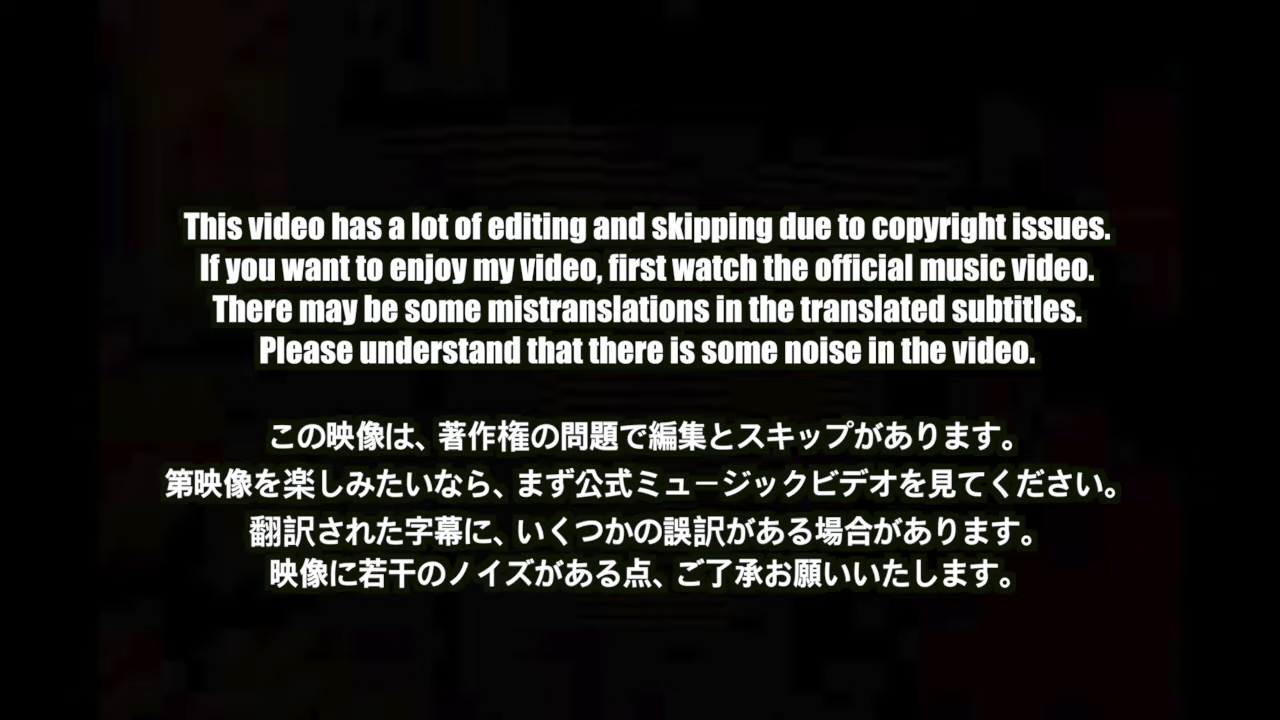 This video has a lot of editing and skipping due to copyright issues.
If you want to enjoy my video, first watch the official music video.
There may be some mistranslations in the translated subtitles.
Please understand that there is some noise in the video.
この映像は、著作権の問題で編集とスキップがあります。
第映像を楽しみたいなら、まず公式ミュージックビデオを見てください。
翻訳された字幕に、いくつかの誤訳がある場合があります。
映像に若干のノイズがある点、ご了承お願いいたします。